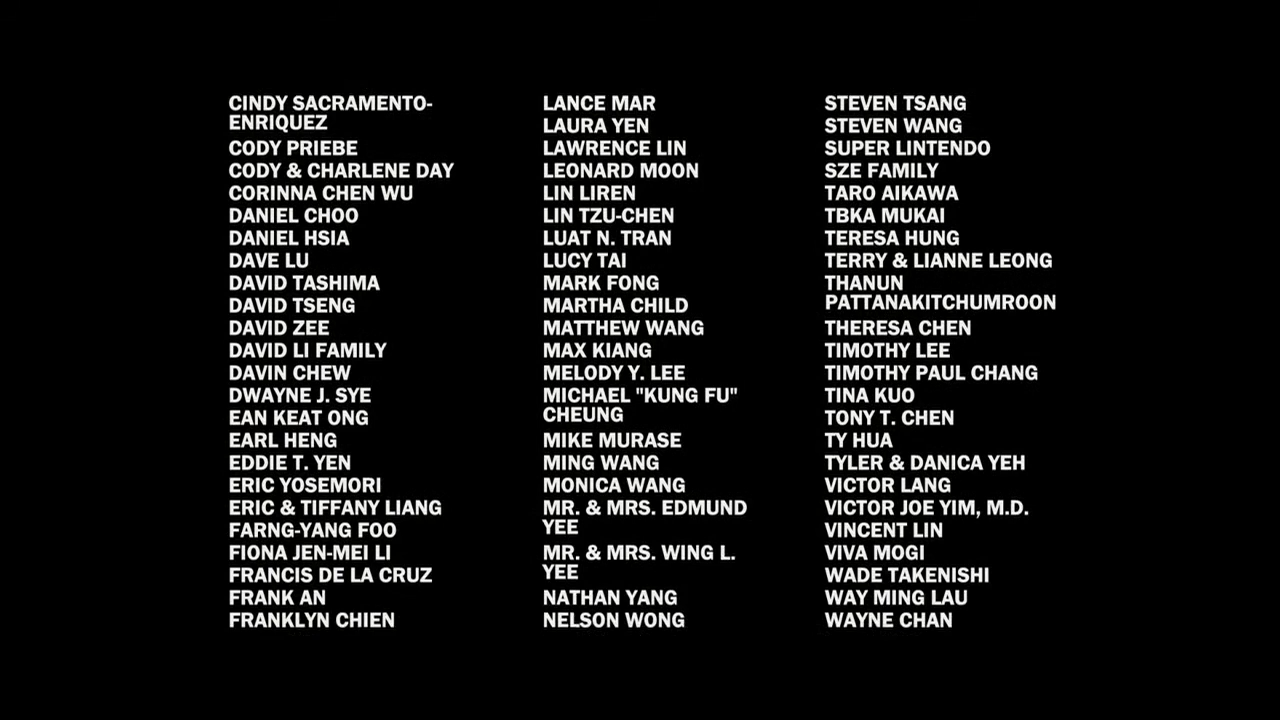 CINDY SACRAMENTO-
ENRIQUEZ
CODY PRIEBE
CODY & CHARLENE DAY
CORINNA CHEN WU
DANIEL CHOO
DANIEL HSIA
DAVE LU
DAVID TASHIMA
DAVID TSENG
DAVID ZEE
DAVID LI FAMILY
DAVIN CHEW
DWAYNE J. SYE
EAN KEAT ONG
EARL HENG
EDDIE T. YEN
ERIC YOSEMORI
ERIC & TIFFANY LIANG
FARNG-YANG FOO
FIONA JEN-MEI LI
FRANCIS DE LA CRUZ
FRANK AN
FRANKLYN CHIEN
LANCE MAR
LAURA YEN
LAWRENCE LIN
LEONARD MOON
LIN LIREN
LIN TZU-CHEN
LUAT N. TRAN
LUCY TAI
MARK FONG
MARTHA CHILD
MATTHEW WANG
MAX KIANG
MELODY Y. LEE
MICHAEL "KUNG FU"
CHEUNG
MIKE MURASE
MING WANG
MONICA WANG
MR. & MRS. EDMUND
YEE
MR. & MRS. WING L.
YEE
NATHAN YANG
NELSON WONG
STEVEN TSANG
STEVEN WANG
SUPER LINTENDO
SZE FAMILY
TARO AIKAWA
TBKA MUKAI
TERESA HUNG
TERRY & LIANNE LEONG
THANUN
PATTANAKITCHUMROON
THERESA CHEN
TIMOTHY LEE
TIMOTHY PAUL CHANG
TINA KUO
TONY T. CHEN
TY HUA
TYLER & DANICA YEH
VICTOR LANG
VICTOR JOE YIM, M.D.
VINCENT LIN
VIVA MOGI
WADE TAKENISHI
WAY MING LAU
WAYNE CHAN